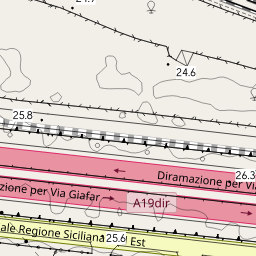 24.6
25.8
26.3
Diramazione per Via
zione per Via Giafar
A19dir
ale Regione Siciliana
25.6
Est